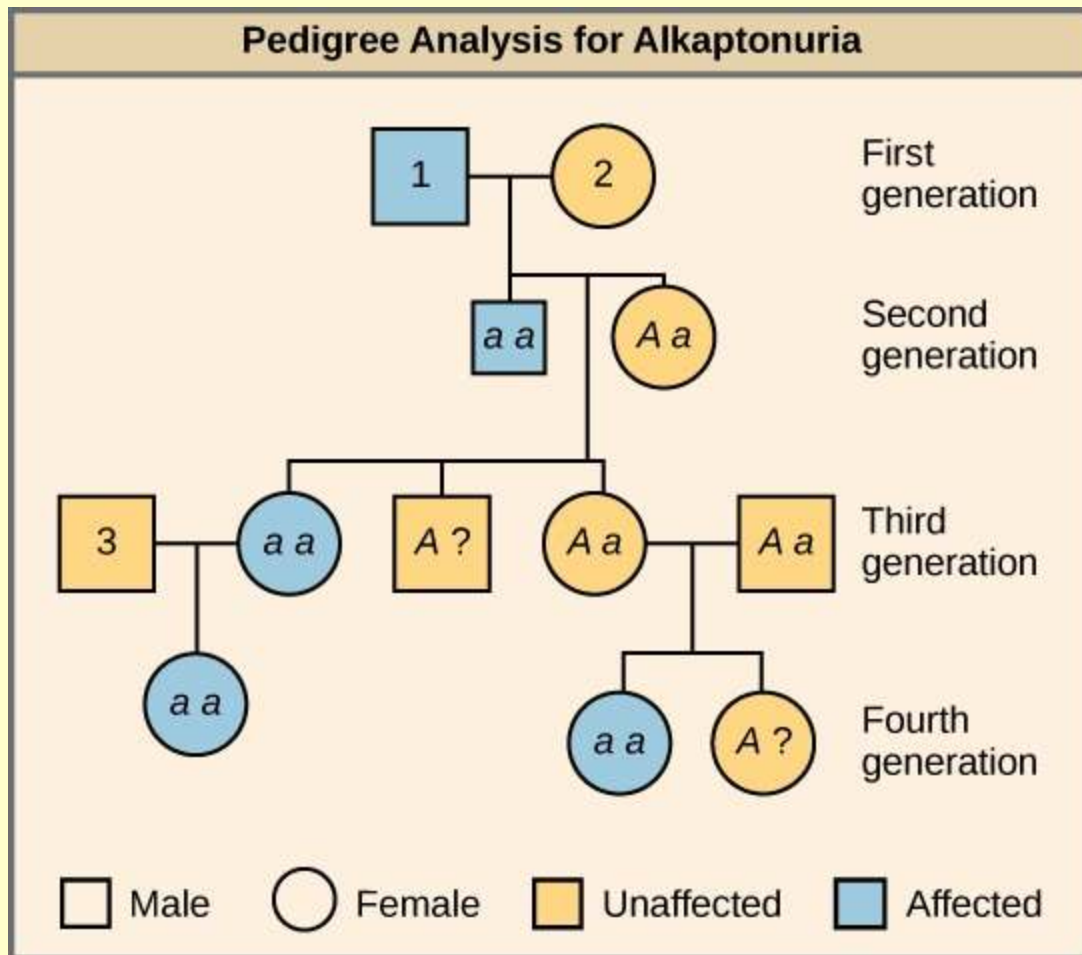 Pedigree Analysis for Alkaptonuria
1
2
First
generation
a a
A a
Second
generation
3
a a
A ?
A a
A a
Third
generation
a a
a a
A ?
Fourth
generation
Male
Female
Unaffected
Affected